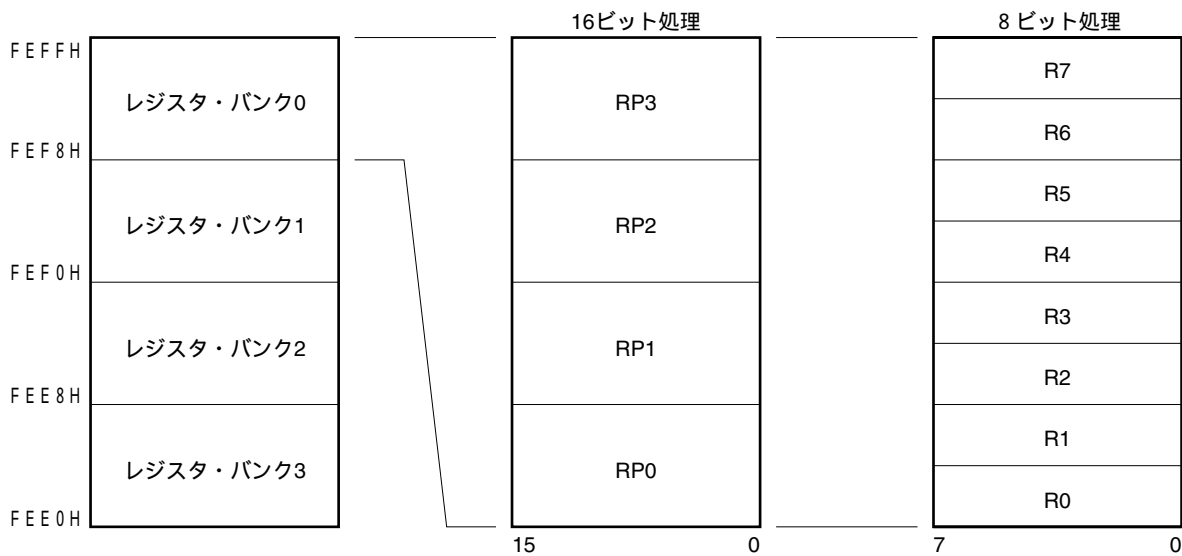 16ビット処理
8ビット処理
FEFFH
レジスタ・バンク0
FEF8H
レジスタ・バンク1
FEF0H
レジスタ・バンク2
FEE8H
レジスタ・バンク3
FEE0H
RP3
RP2
RP1
RP0
15 0
R7
R6
R5
R4
R3
R2
R1
R0
7 0